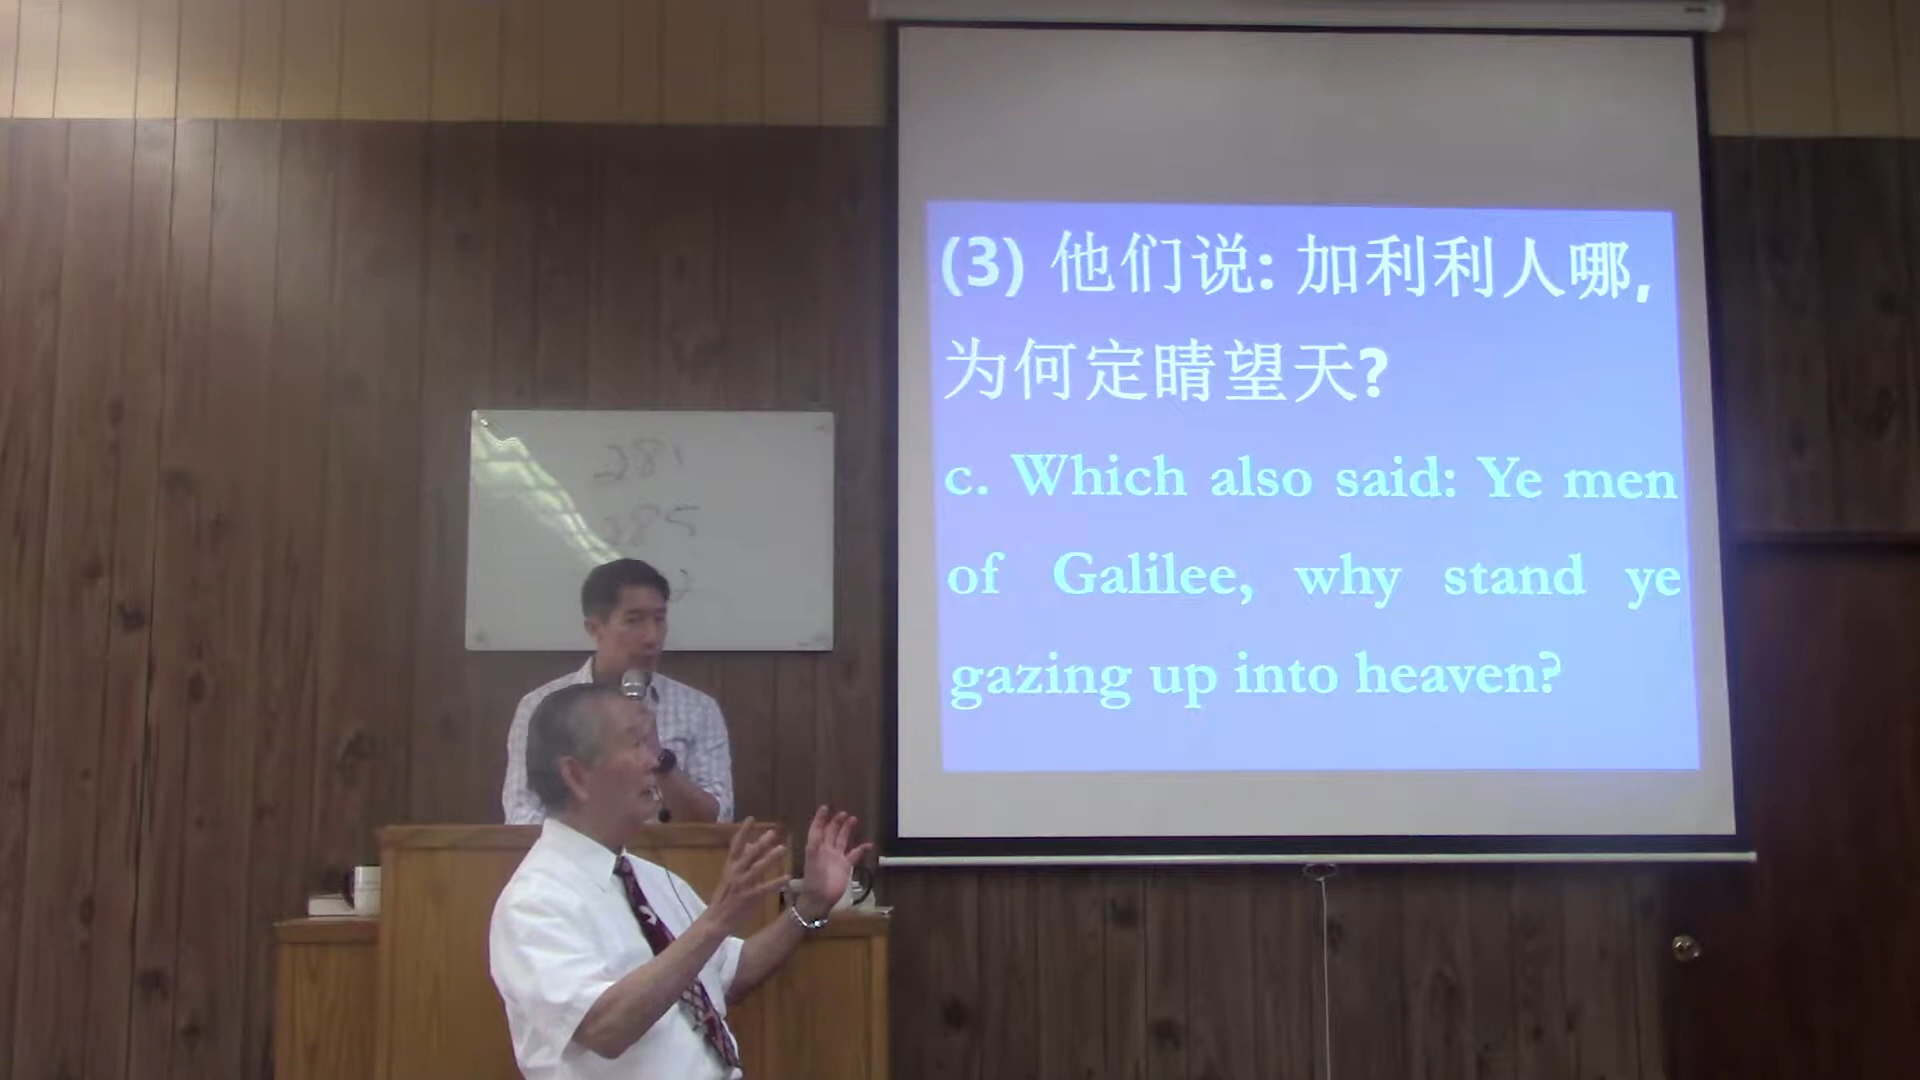 (3) 他们说: 加利利人哪,
为何定睛望天?
c. Which also said: Ye men
of Galilee, why stand ye
gazing up into heaven?
281
285